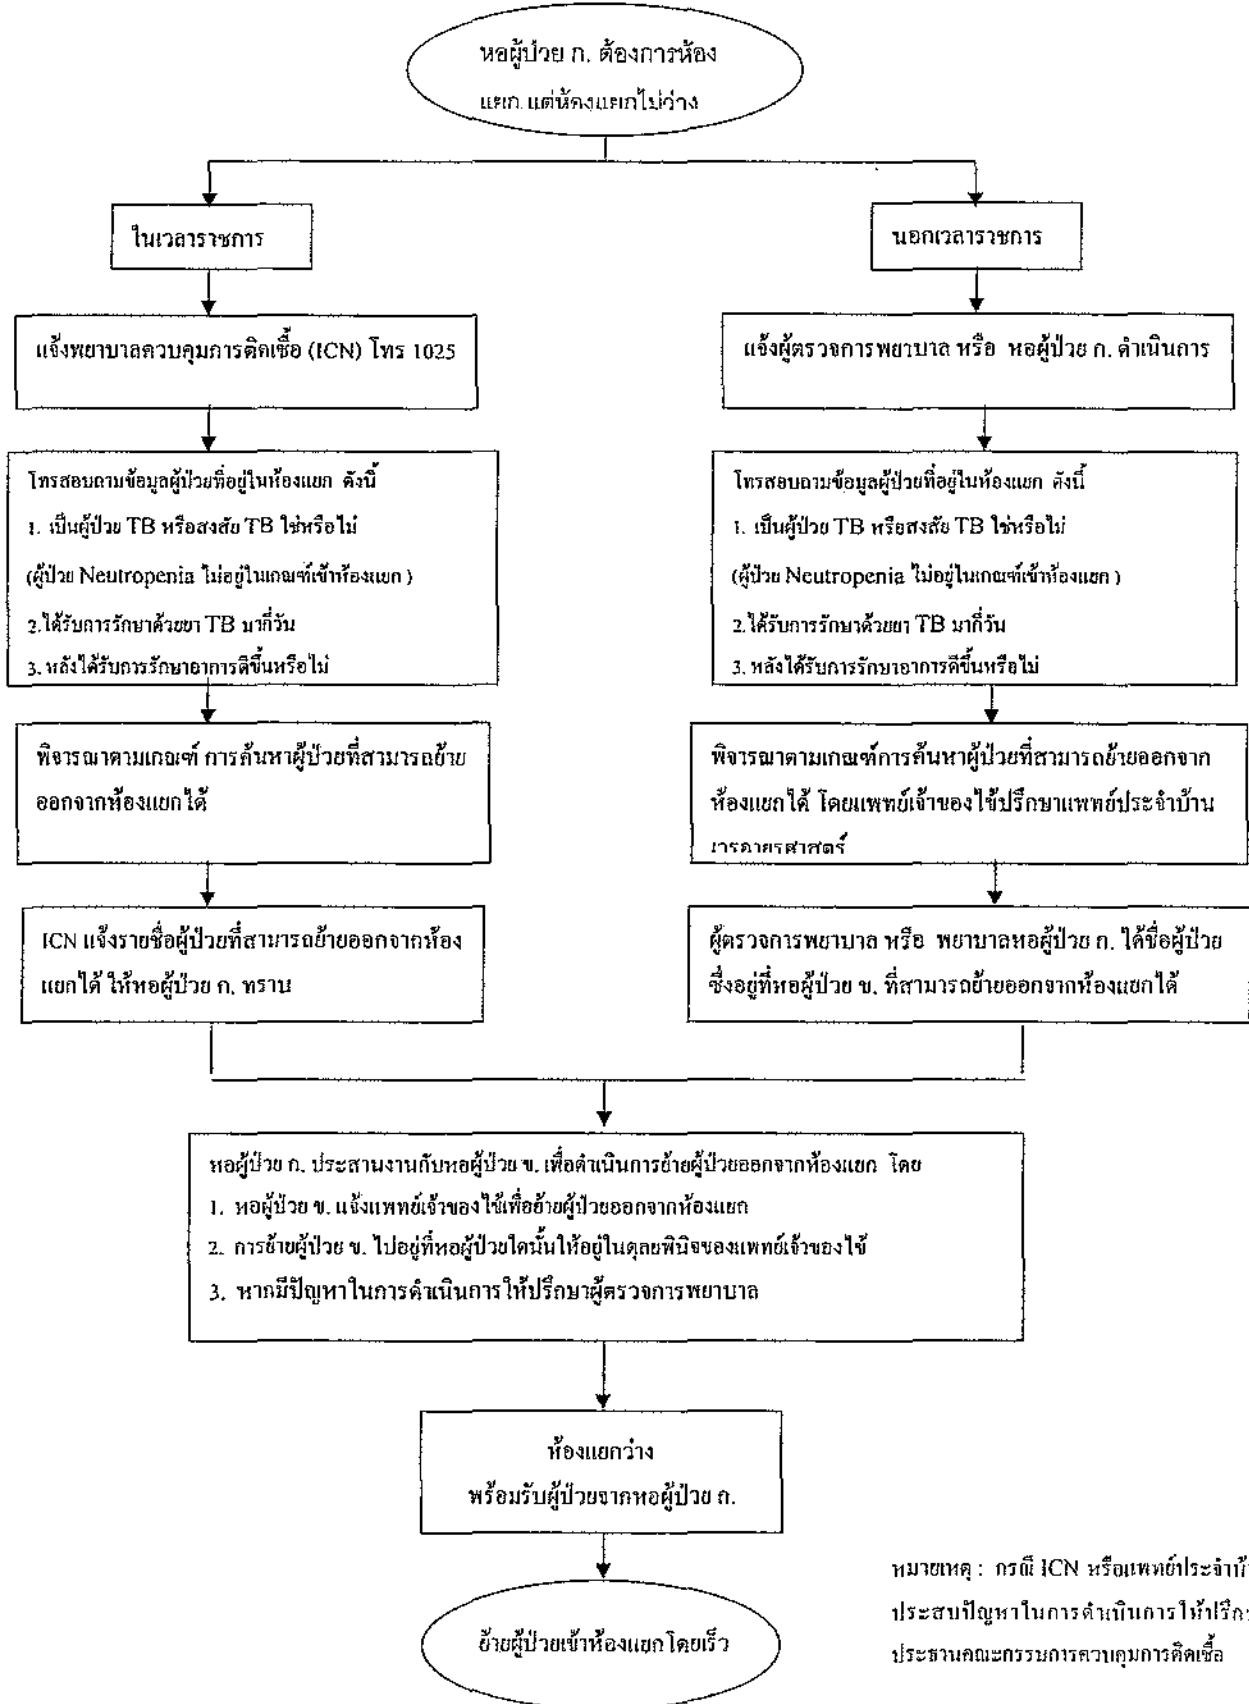 หอผู้ป่วย ก. ต้องการห้อง
แยก แต่ห้องแยกไม่ว่าง
ในเวลาราชการ
นอกเวลาราชการ
แจ้งพยาบาลควบคุมการติดเชื้อ (ICN) โทร 1025
แจ้งผู้ตรวจการพยาบาล หรือ หอผู้ป่วย ก. ดำเนินการ
โทรสอบถามข้อมูลผู้ป่วยที่อยู่ในห้องแยก ดังนี้
1. เป็นผู้ป่วย TB หรือสงสัย TB ใช่หรือไม่
(ผู้ป่วย Neutropenia ไม่อยู่ในเกณฑ์เข้าห้องแยก )
2.ได้รับการรักษาด้วยยา TB มากี่วัน
3. หลังได้รับการรักษาอาการดีขึ้นหรือไม่
โทรสอบถามข้อมูลผู้ป่วยที่อยู่ในห้องแยก ดังนี้
1. เป็นผู้ป่วย TB หรือสงสัย TB ใช่หรือไม่
(ผู้ป่วย Neutropenia ไม่อยู่ในเกณฑ์เข้าห้องแยก )
2.ได้รับการรักษาด้วยยา TB มากี่วัน
3. หลังได้รับการรักษาอาการดีขึ้นหรือไม่
พิจารณาตามเกณฑ์ การค้นหาผู้ป่วยที่สามารถย้าย
ออกจากห้องแยกได้
พิจารณาตามเกณฑ์การค้นหาผู้ป่วยที่สามารถย้ายออกจาก
ห้องแยกได้ โดยแพทย์เจ้าของไข้ปรึกษาแพทย์ประจำบ้าน
ICN แจ้งรายชื่อผู้ป่วยที่สามารถย้ายออกจากห้อง
แยกได้ ให้หอผู้ป่วย ก. ทราบ
ผู้ตรวจการพยาบาล หรือ พยาบาลหอผู้ป่วย ก. ได้ชื่อผู้ป่วย
ซึ่งอยู่ที่หอผู้ป่วย ข. ที่สามารถย้ายออกจากห้องแยกได้
หอผู้ป่วย ก. ประสานงานกับหอผู้ป่วย ข. เพื่อดำเนินการย้ายผู้ป่วยออกจากห้องแยก โดย
1. หอผู้ป่วย ข. แจ้งแพทย์เจ้าของไข้เพื่อย้ายผู้ป่วยออกจากห้องแยก
2. การย้ายผู้ป่วย ข. ไปอยู่ที่หอผู้ป่วยใดนั้นให้อยู่ในดุลยพินิจของแพทย์เจ้าของไข้
3. หากมีปัญหาในการดำเนินการให้ปรึกษาผู้ตรวจการพยาบาล
ห้องแยกว่าง
พร้อมรับผู้ป่วยจากหอผู้ป่วย ก.
ย้ายผู้ป่วยเข้าห้องแยกโดยเร็ว
หมายเหตุ : กรณี ICN หรือแพทย์ประจำ
ประสบปัญหาในการดำเนินการให้
ประธานคณะกรรมการควบคุมการติดเชื้อ